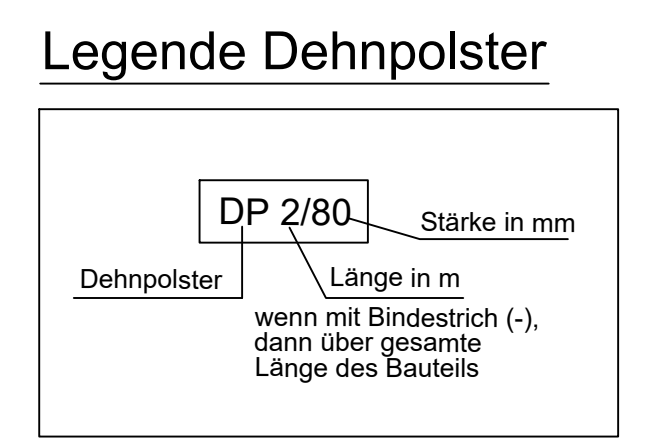 Legende Dehnpolster
DP 2/80
Stärke in mm
Dehnpolster
Länge in m
wenn mit Bindestrich (-),
dann über gesamte
Länge des Bauteils